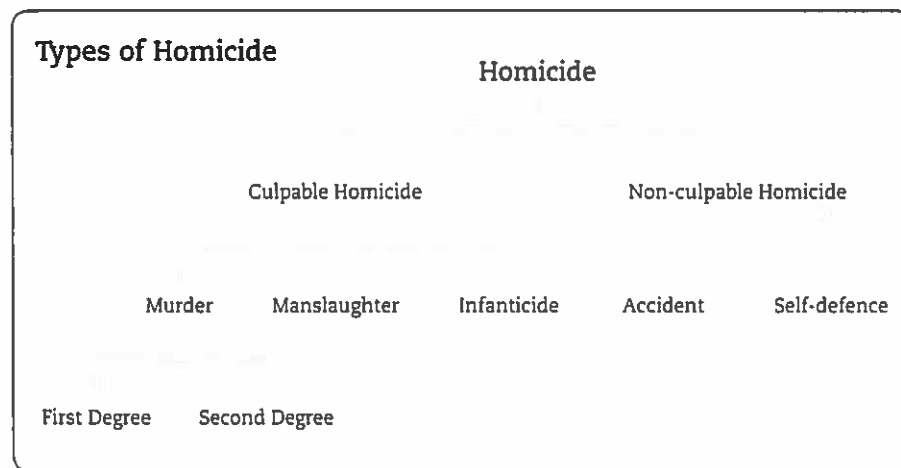 Types of Homicide
Homicide
Culpable Homicide Non-culpable Homicide
Murder Manslaughter Infanticide Accident Self-defence
First Degree Second Degree